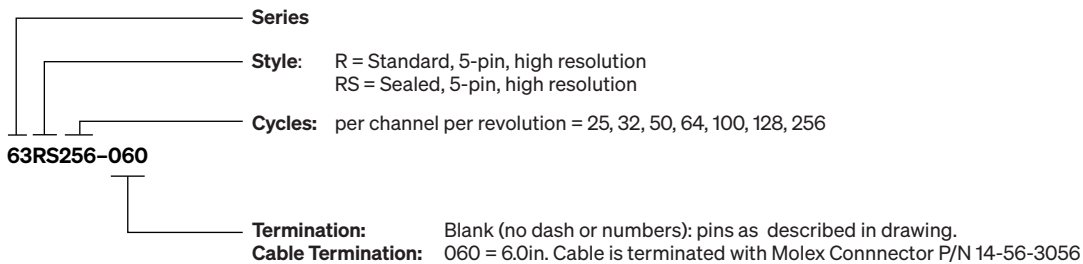 Series
Style: R = Standard, 5-pin, high resolution
RS = Sealed, 5-pin, high resolution
Cycles: per channel per revolution = 25, 32, 50, 64, 100, 128, 256
63RS256–060
Termination: Blank (no dash or numbers): pins as described in drawing.
Cable Termination: 060 = 6.0in. Cable is terminated with Molex Connnector P/N 14-56-3056